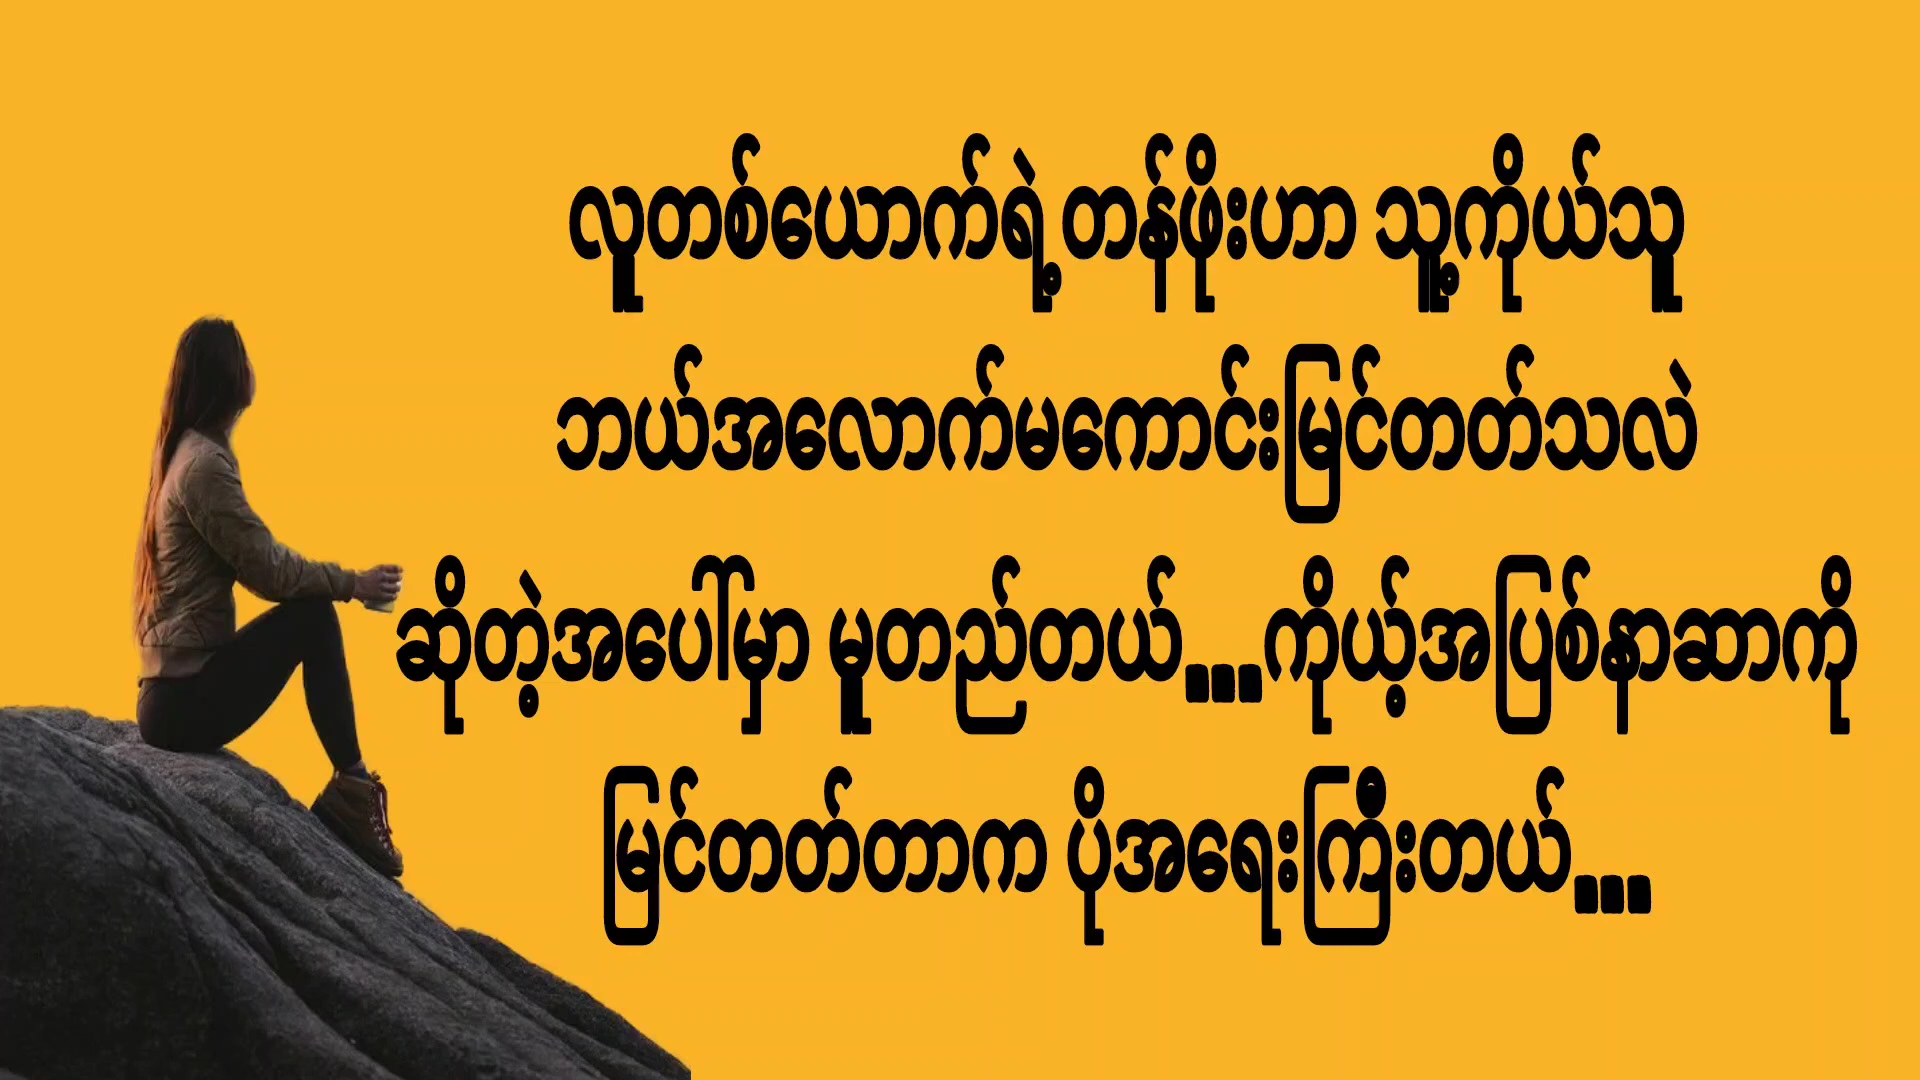 လူတစ်ယောက်ရဲ့တန်ဖိုးဟာ သူ့ကိုယ်သူ
ဘယ်အလောက်မကောင်းမြင်တတ်သလဲ
ဆိုတဲ့အပေါ်မှာ မူတည်တယ်...ကိုယ့်အပြစ်နာဆာကို
မြင်တတ်တာက ပိုအရေးကြီးတယ်...